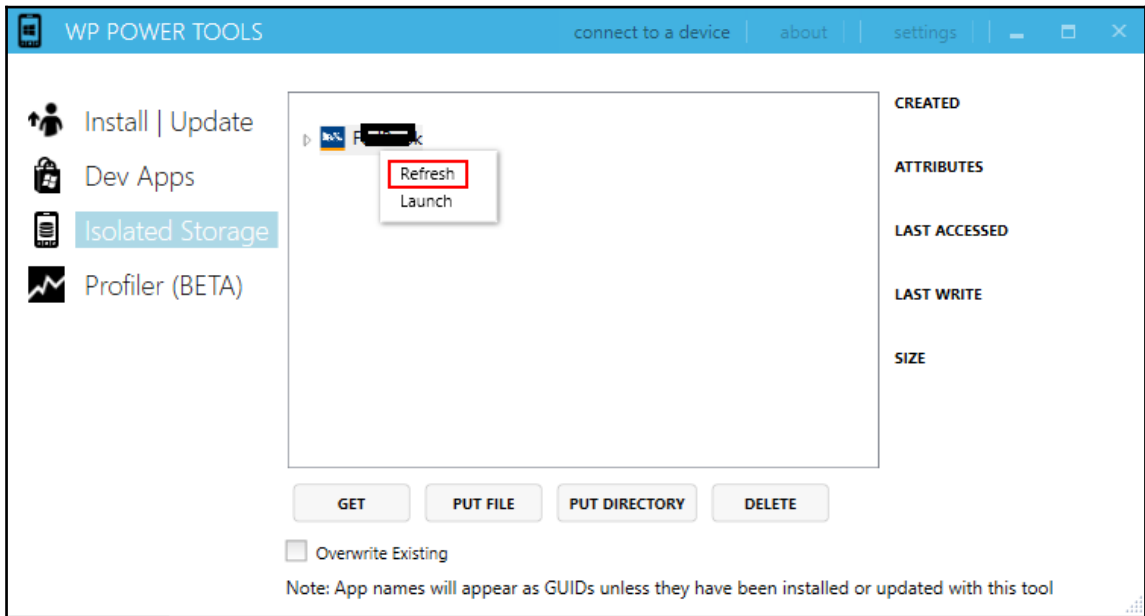 WP POWER TOOLS
connect to a device
about
settings
Install | Update
Dev Apps
Isolated Storage
Profiler (BETA)
Refresh
Launch
CREATED
ATTRIBUTES
LAST ACCESSED
LAST WRITE
SIZE
GET
PUT FILE
PUT DIRECTORY
DELETE
Overwrite Existing
Note: App names will appear as GUIDs unless they have been installed or updated with this tool